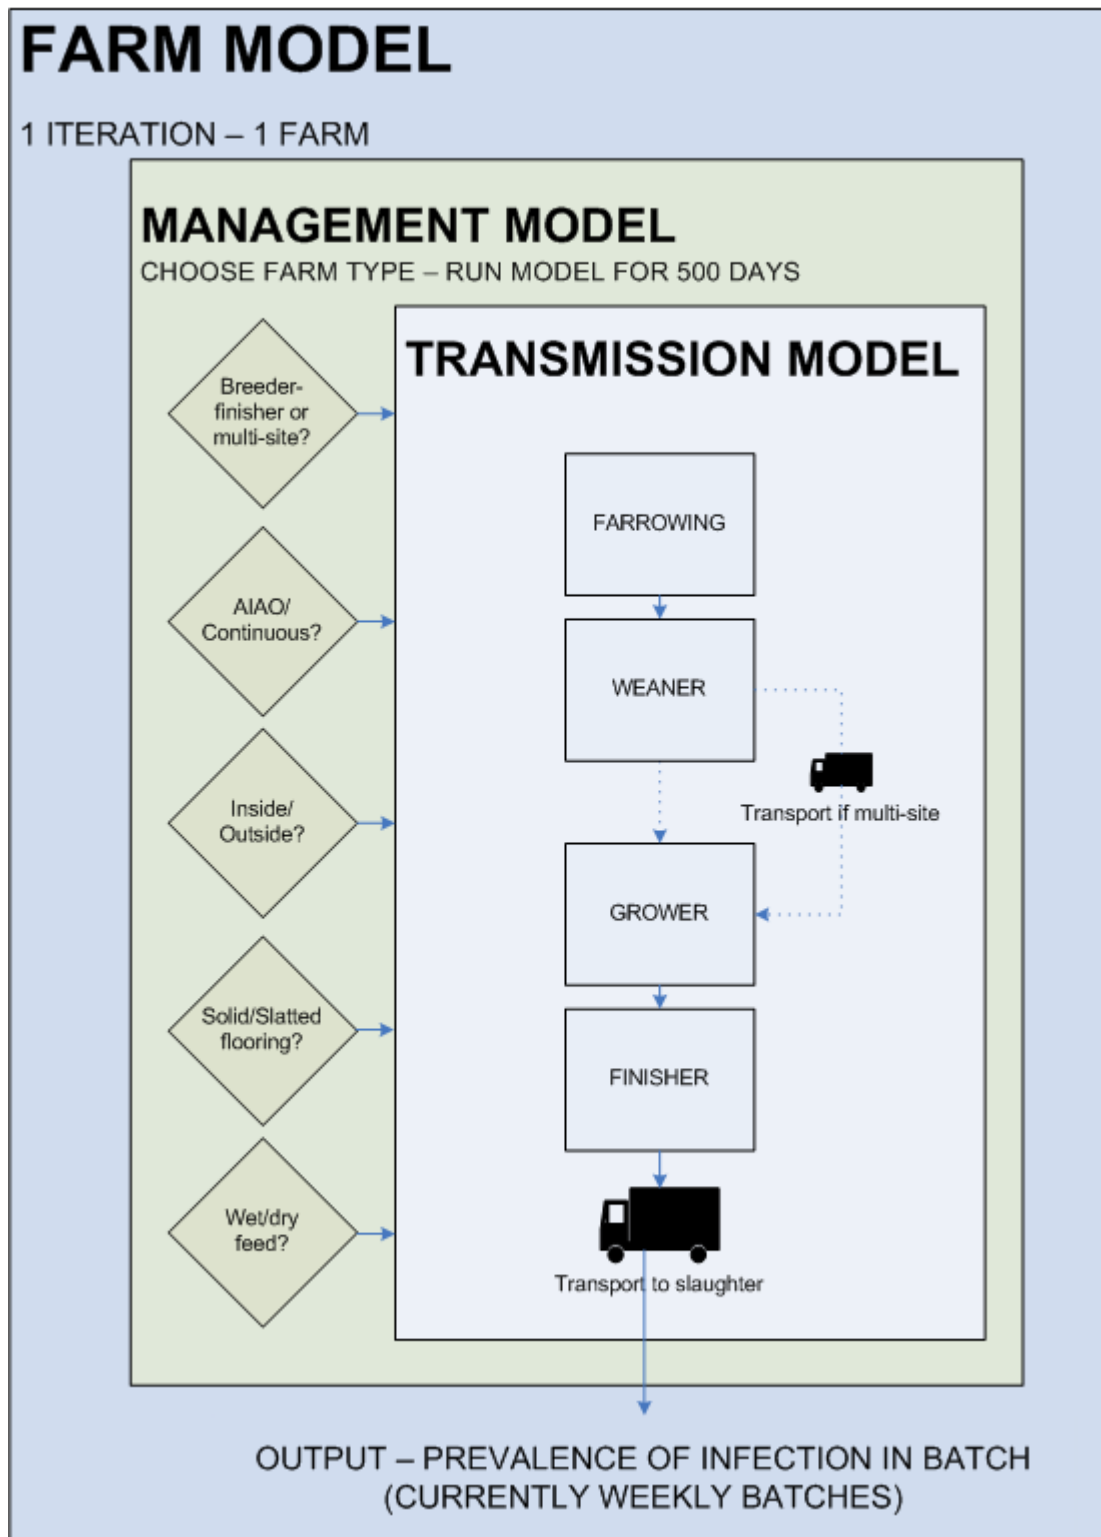 FARM MODEL
1 ITERATION – 1 FARM
MANAGEMENT MODEL
CHOOSE FARM TYPE – RUN MODEL FOR 500 DAYS
TRANSMISSION MODEL
Breeder-
finisher or
multi-site?
AIAO/
Continuous?
Inside/
Outside?
Solid/Slatted
flooring?
Wet/dry
feed?
FARROWING
WEANER
Transport if multi-site
GROWER
FINISHER
Transport to slaughter
OUTPUT – PREVALENCE OF INFECTION IN BATCH
(CURRENTLY WEEKLY BATCHES)